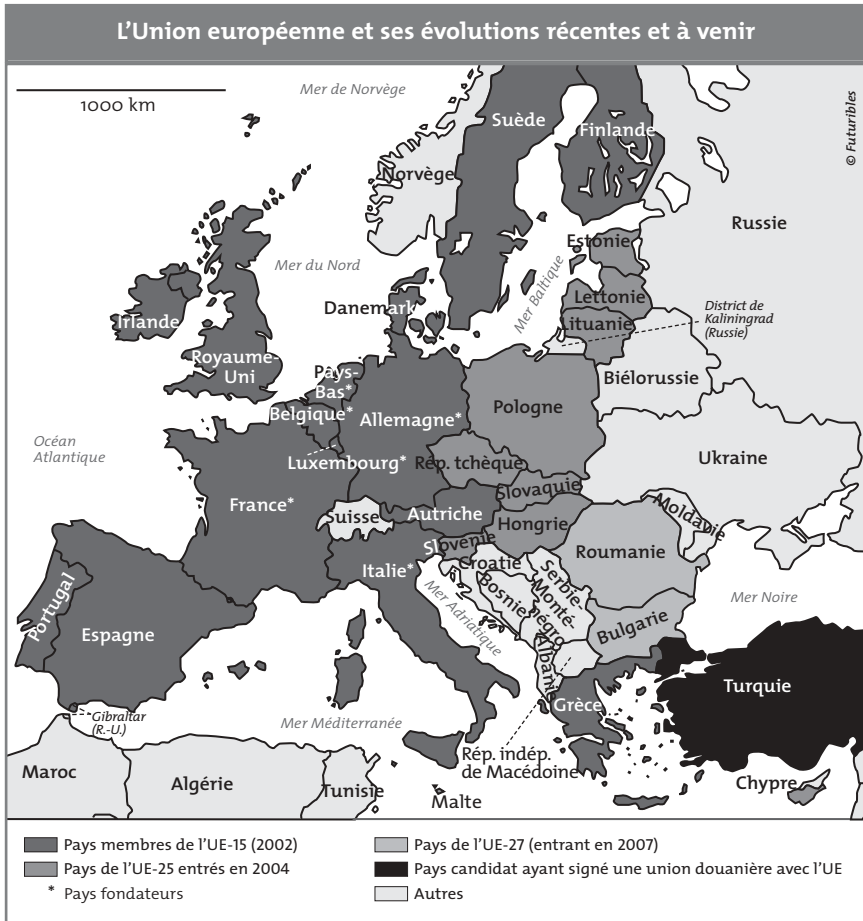 L'Union européenne et ses évolutions récentes et à venir
1000 km
Mer de Norvège
© Futuribles
Suède
Finlande
Norvège
Russie
Estonie
Mer du Nord
Mer Baltique
Lettonie
Danemark
District de
Kaliningrad
(Russie)
Lituanie
Irlande
Royaume-
Uni
Pays-
Bas*
Biélorussie
Belgique*
Allemagne*
Pologne
Océan
Atlantique
Luxembourg*
Rép. tchèque
Ukraine
Slovaquie
France*
Suisse
Autriche
Hongrie
Moldavie
Slovénie
Roumanie
Italie*
Croatie
Bosnie
Serbie-
Monté-
négro
Mer Adriatique
Mer Noire
Portugal
Espagne
Bulgarie
Albanie
Turquie
Grèce
Gibraltar
(R.-U.)
Mer Méditerranée
Rép. indép.
de Macédoine
Maroc
Algérie
Tunisie
Malte
Chypre
Pays membres de l'UE-15 (2002)
Pays de l'UE-25 entrés en 2004
* Pays fondateurs
Pays de l'UE-27 (entrant en 2007)
Pays candidat ayant signé une union douanière avec l'UE
Autres